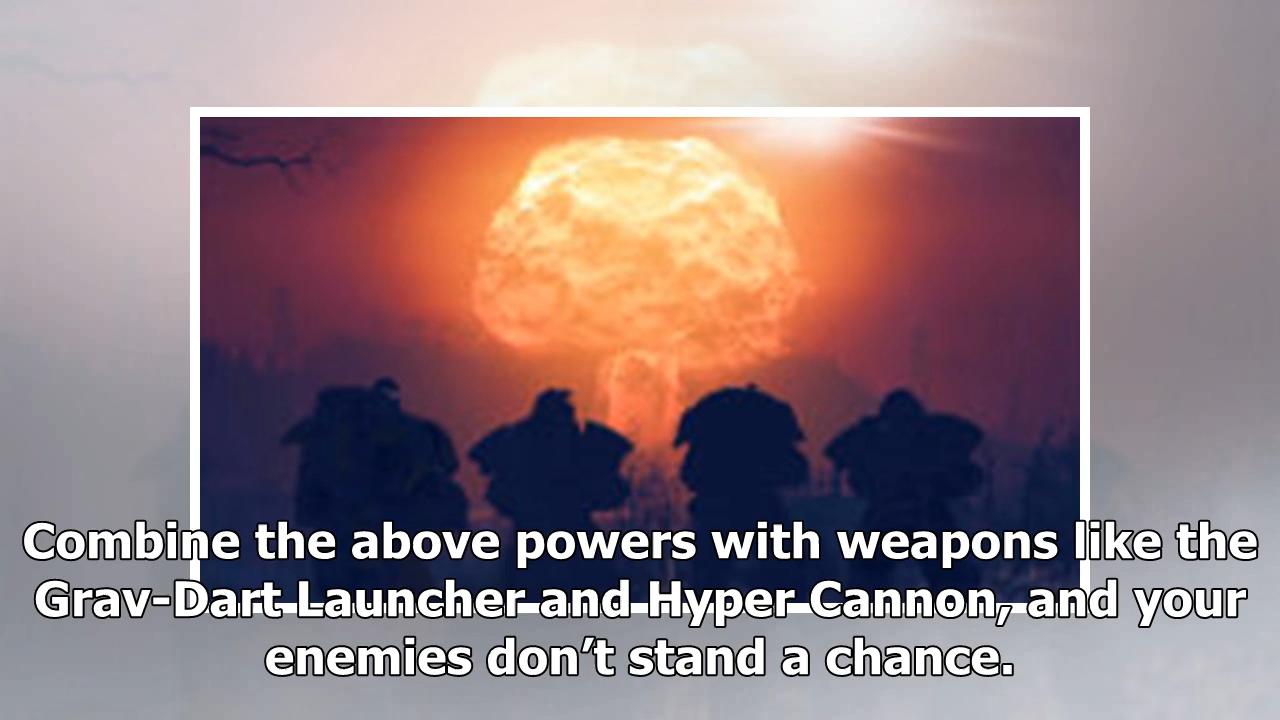 Combine the above powers with weapons like the
Grav-Dart Launcher and Hyper Cannon, and your
enemies don’t stand a chance.